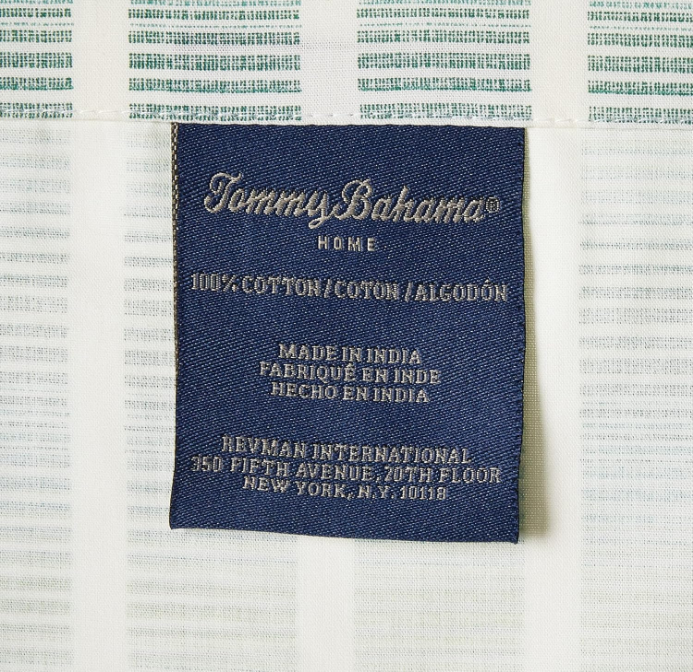 Tommy Bahama®
HOME
100% COTTON/COTON/ALGODÓN
MADE IN INDIA
FABRIQUÉ EN INDE
HECHO EN INDIA
REVMAN INTERNATIONAL
350 FIFTH AVENUE, 70TH FLOOR
NEW YORK, N.Y. 10118